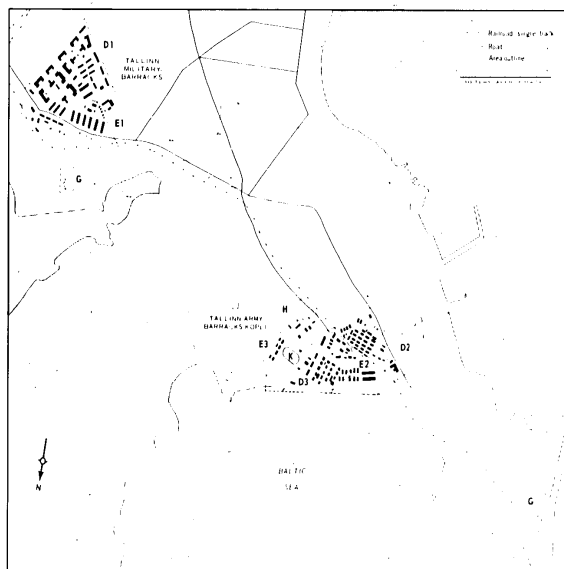 D1
TALLINN
MILITARY
BARRACKS
E1
G
Railroad, single track
Road
Area outline
TALLINN ARMY
BARRACKS KOPLI
H
E3
K
D2
E2
D3
BALTIC
SEA
N
G